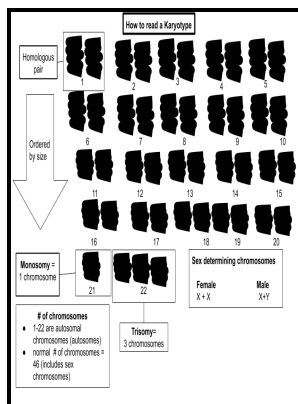 How to read a Karyotype
Homologous
pair
1
2
3
4
5
Ordered
by size
6
7
8
9
10
11
12
13
14
15
16
17
18
19
20
Monosomy=
1 chromosome
21
22
Sex determining chromosomes
Female
Male
X + X
X+Y
Trisomy=
3 chromosomes
# of chromosomes
● 1-22 are autosomal
chromosomes (autosomes)
● normal # of chromosomes =
46 (includes sex
chromosomes)